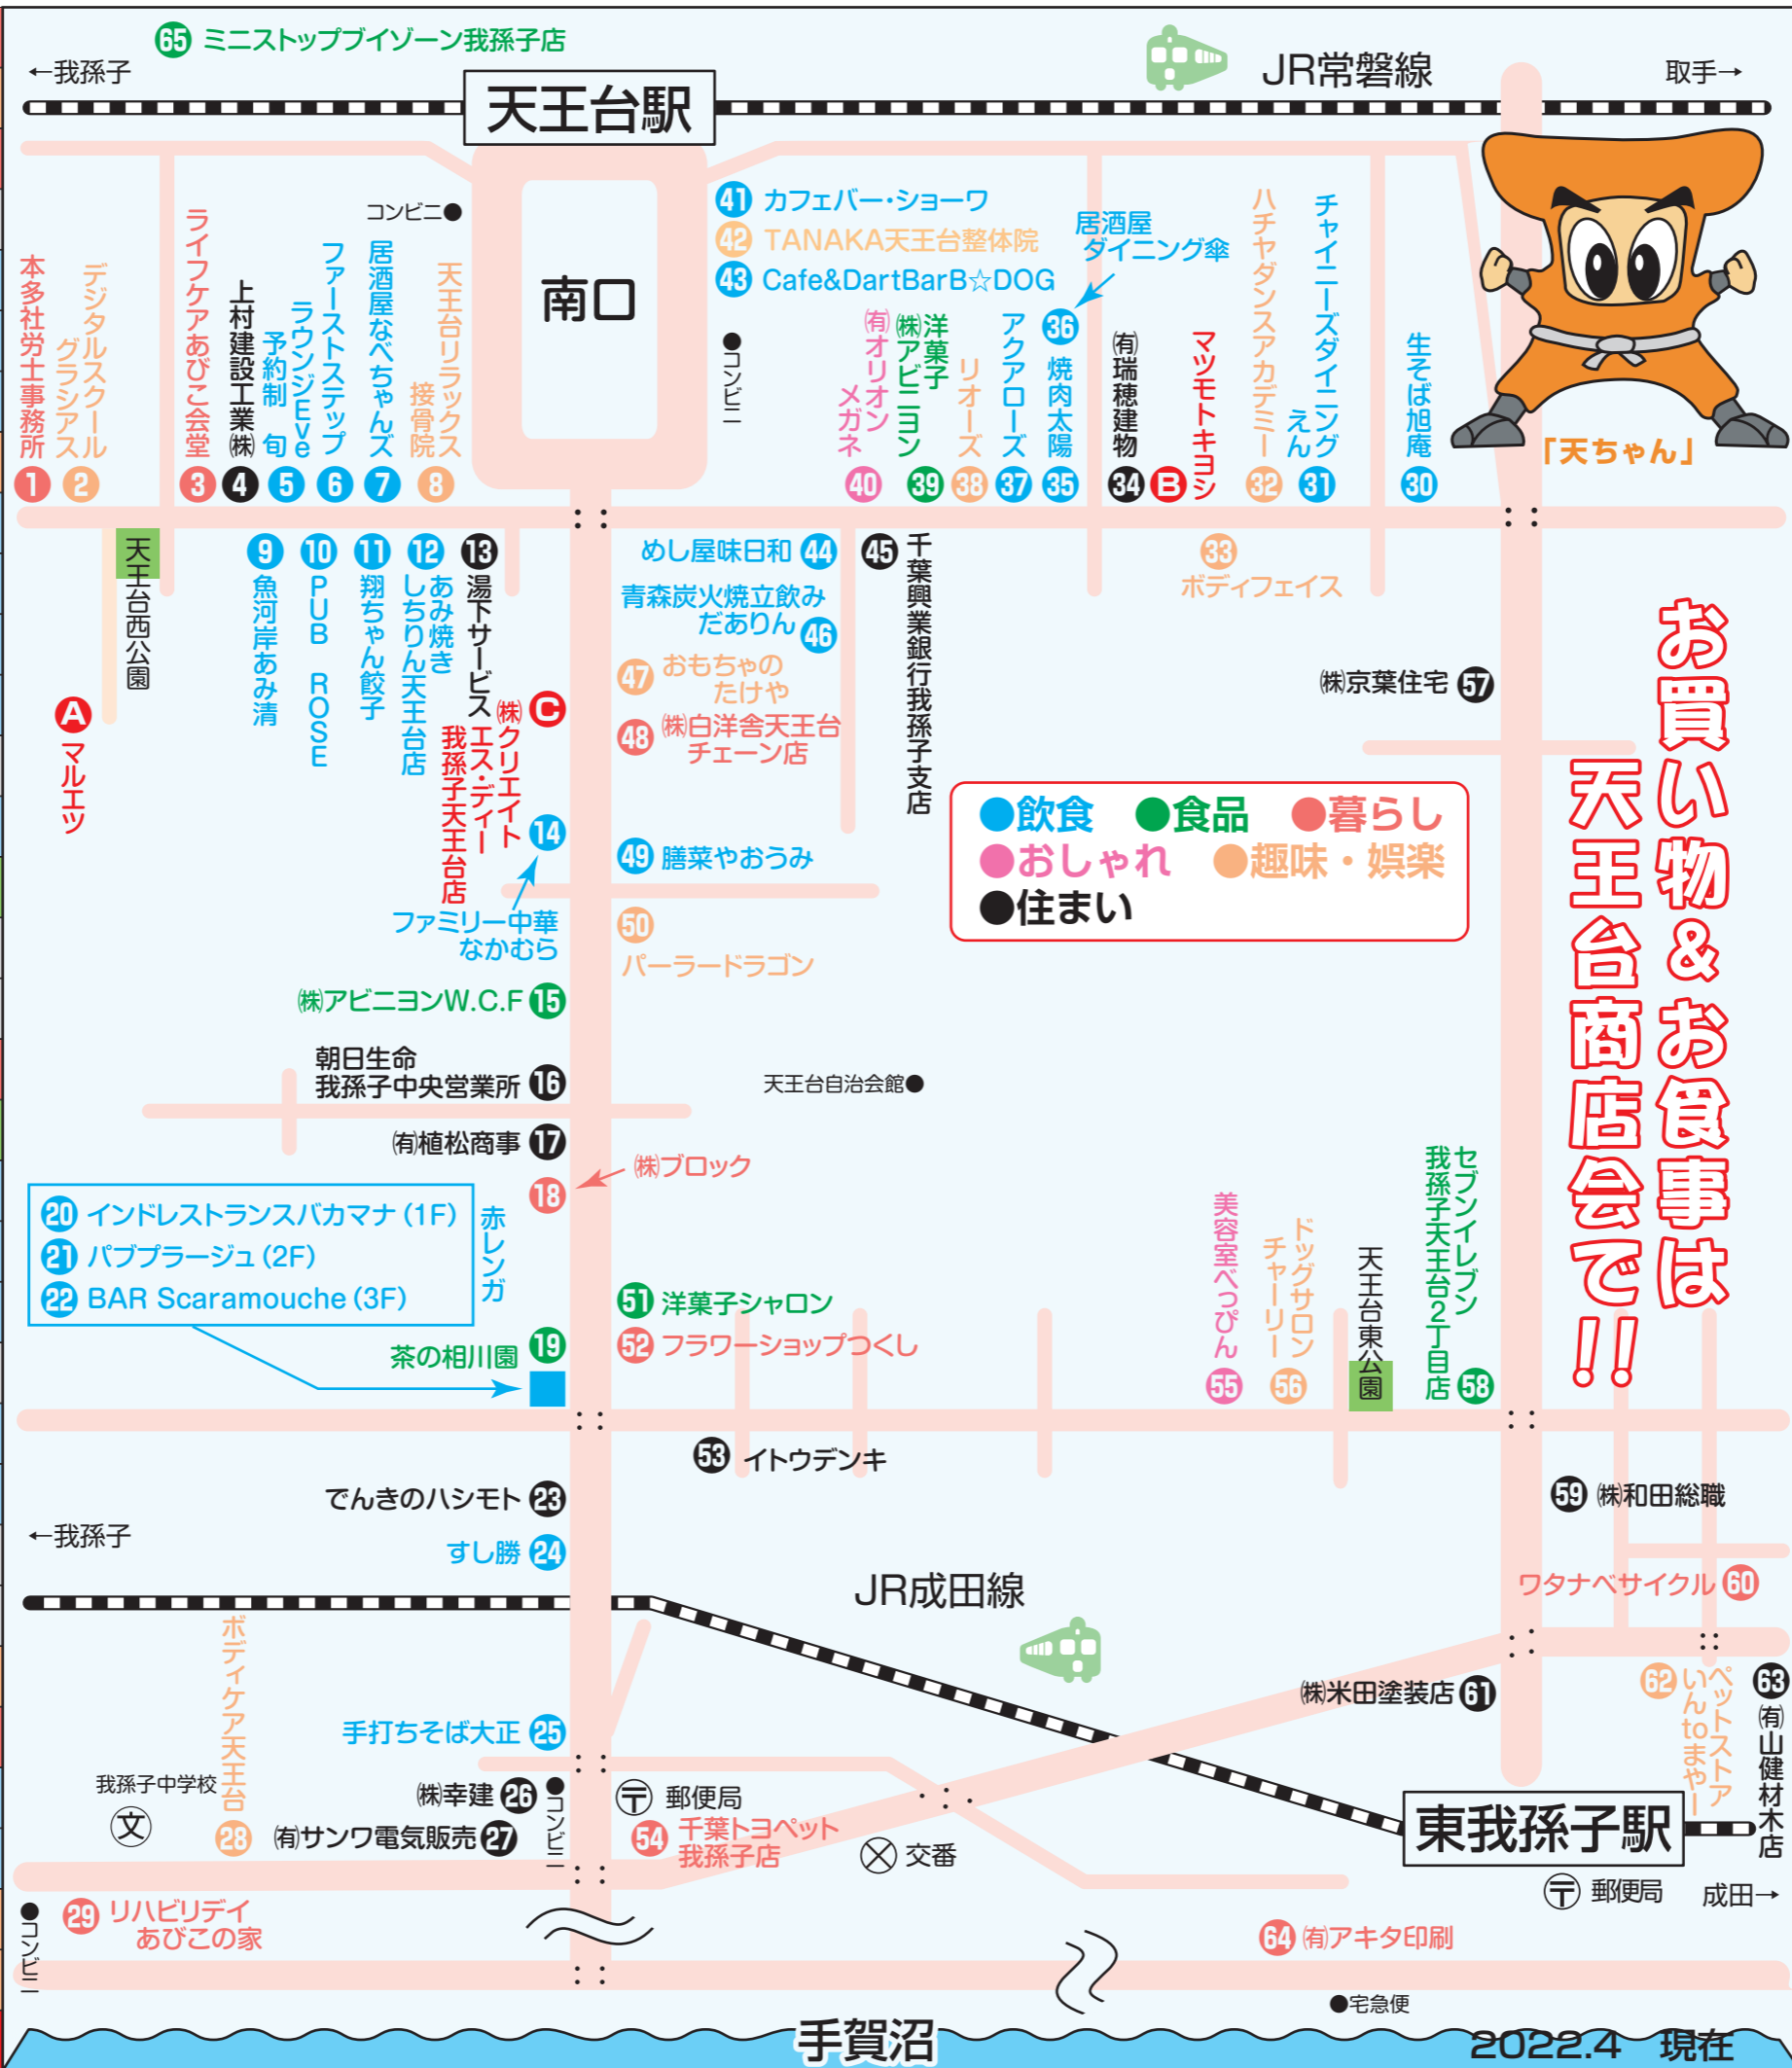 65 ミニストップブイゾーン我孫子店
←我孫子
天王台駅
JR常磐線
取手→
南口
コンビニ●
●コンビニ
本多社労士事務所
1
デジタルスクール
グラシアス
2
ライフケアあびこ会堂
3
上村建設工業㈱
4
ラウンジEve
予約制 旬
5
ファーストステップ
6
居酒屋なべちゃんズ
7
天王台リラックス
接骨院
8
41 カフェバー・ショーワ
42 TANAKA天王台整体院
43 Cafe&DartBarB☆DOG
居酒屋
ダイニング傘
36
㈲オリオン
メガネ
40
洋菓子
㈱アビニヨン
39
リオーズ
38
アクアローズ
37
焼肉太陽
35
㈲瑞穂建物
34
マツモトキヨシ
B
ハチヤダンスアカデミー
32
チャイニーズダイニング
えん
31
生そば旭庵
30
「天ちゃん」
天王台西公園
A
マルエツ
9
魚河岸あみ清
10
PUB ROSE
11
翔ちゃん餃子
12
あみ焼き
しちりん天王台店
13
湯下サービス
C
㈱クリエイト
エス・ディー
我孫子天王台店
14
ファミリー中華
なかむら
めし屋味日和 44
45
千葉興業銀行我孫子支店
青森炭火焼立飲み
だありん 46
47 おもちゃの
たけや
48 ㈱白洋舎天王台
チェーン店
49 膳菜やおうみ
50
パーラードラゴン
33
ボディフェイス
㈱京葉住宅 57
●飲食 ●食品 ●暮らし
●おしゃれ ●趣味・娯楽
●住まい
お買い物&お食事は
天王台商店会で!!
㈱アビニヨンW.C.F 15
朝日生命
我孫子中央営業所 16
天王台自治会館●
㈲植松商事 17
㈱ブロック
18
20 インドレストランスバカマナ(1F)
21 パブプラージュ(2F)
22 BAR Scaramouche(3F)
赤レンガ
茶の相川園 19
51 洋菓子シャロン
52 フラワーショップつくし
美容室べっぴん
55
ドッグサロン
チャーリー
56
天王台東公園
セブンイレブン
我孫子天王台2丁目店
58
53 イトウデンキ
でんきのハシモト 23
すし勝 24
←我孫子
59 ㈱和田総職
JR成田線
ワタナベサイクル 60
ボディケア天王台
28
手打ちそば大正 25
㈱米田塗装店 61
62
ペットストア
いんtoまやー
63
㈲山健材木店
我孫子中学校
文
㈱幸建 26
㈲サンワ電気販売 27
●コンビニ
〒 郵便局
54 千葉トヨペット
我孫子店
交番
東我孫子駅
〒 郵便局
成田→
●コンビニ
29 リハビリデイ
あびこの家
64 ㈲アキタ印刷
●宅急便
手賀沼
2022.4 現在